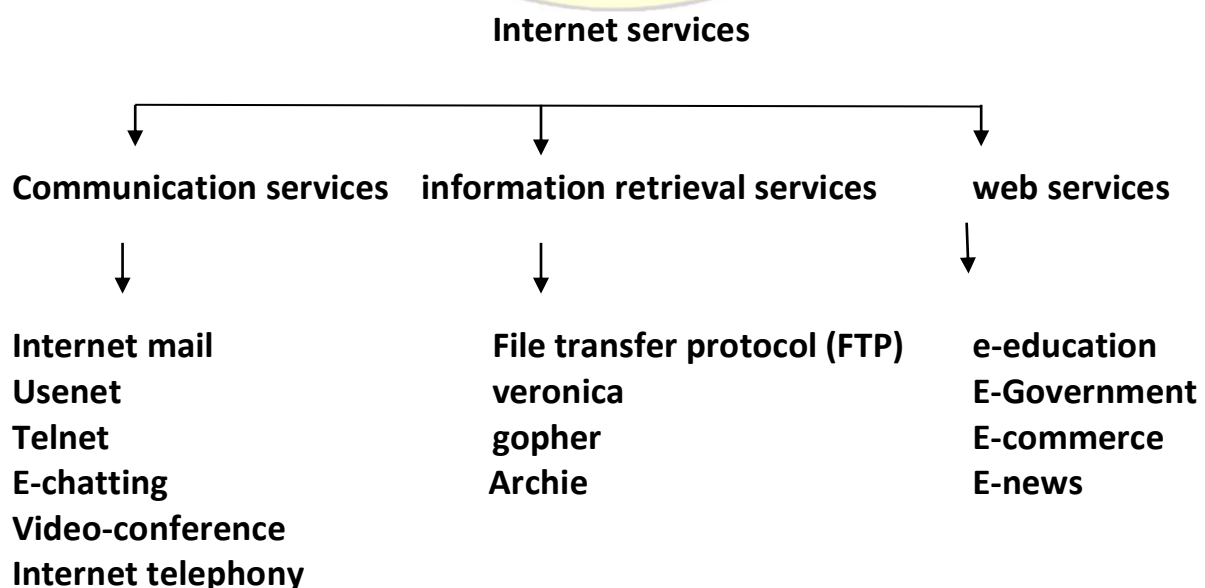 Internet services
Communication services information retrieval services web services
Internet mail File transfer protocol (FTP) e-education
Usenet veronica E-Government
Telnet gopher E-commerce
E-chatting Archie E-news
Video-conference
Internet telephony